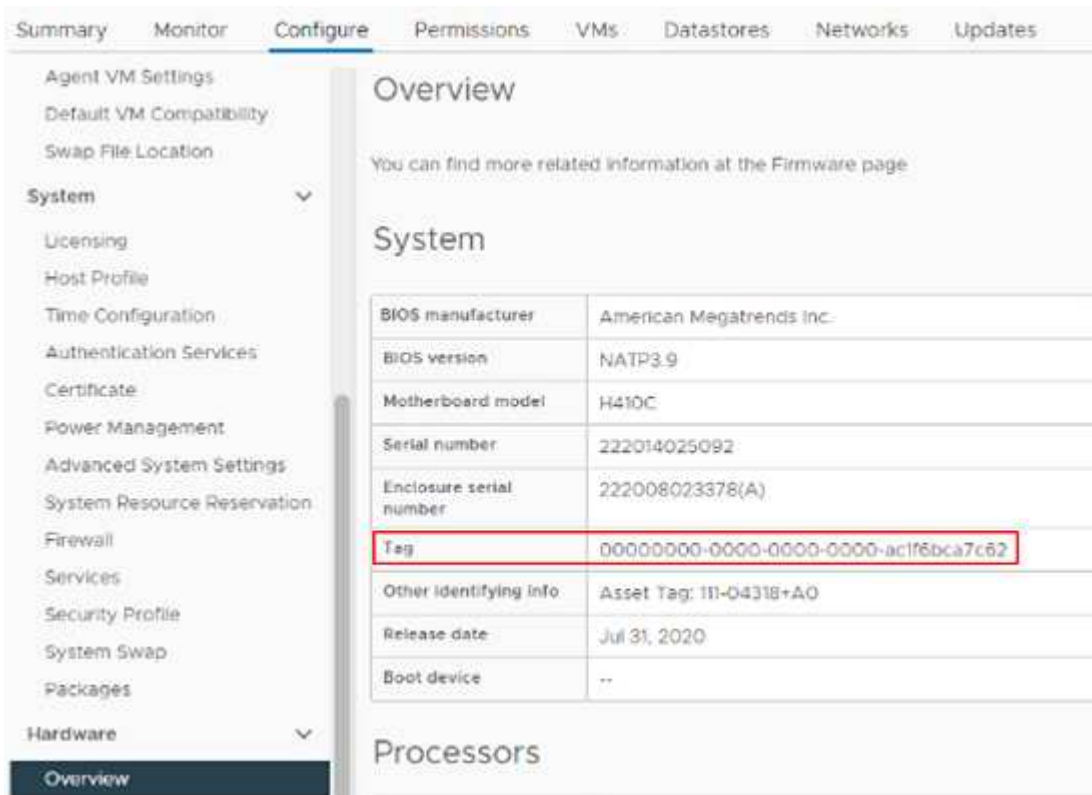 Summary Monitor Configure Permissions VMs Datastores Networks Updates
Agent VM Settings
Default VM Compatibility
Swap File Location
System
Licensing
Host Profile
Time Configuration
Authentication Services
Certificate
Power Management
Advanced System Settings
System Resource Reservation
Firewall
Services
Security Profile
System Swap
Packages
Hardware
Overview
Overview
You can find more related information at the Firmware page
System
BIOS manufacturer American Megatrends Inc.
BIOS version NATP3.9
Motherboard model H410C
Serial number 222014025092
Enclosure serial
number 222008023378(A)
Tag 00000000-0000-0000-0000-ac1f6bca7c62
Other identifying info Asset Tag: 111-04318+A0
Release date Jul 31, 2020
Boot device --
Processors